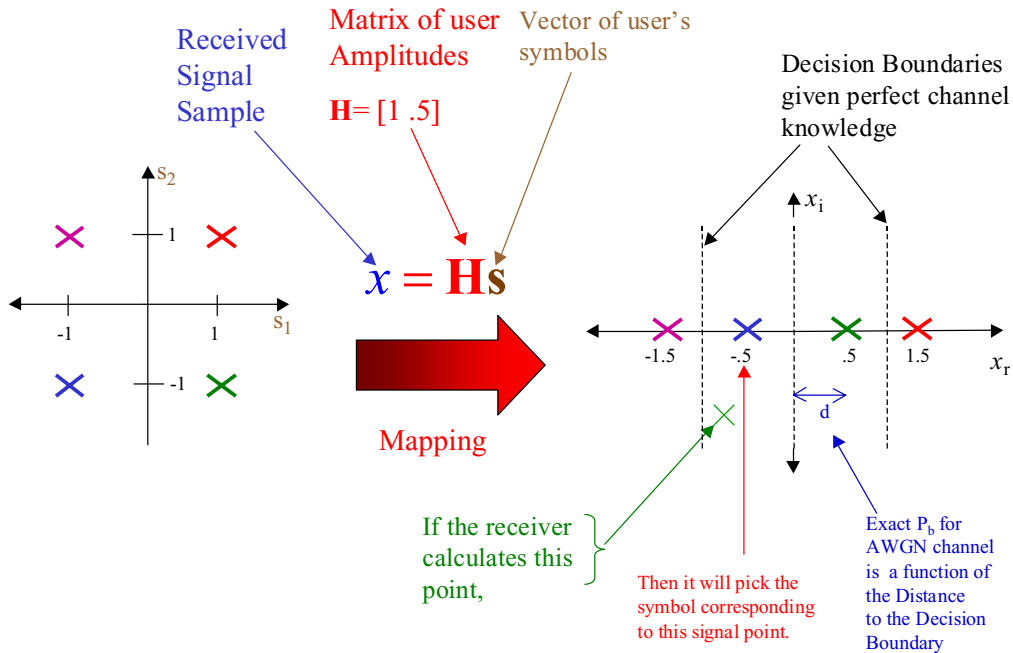 Received
Signal
Sample
Matrix of user
Amplitudes
H= [1 .5]
Vector of user's
symbols
Decision Boundaries
given perfect channel
knowledge
s2
1
-1
1
s1
-1
x = Hs
Mapping
xi
-1.5
-.5
.5
1.5
xr
d
If the receiver
calculates this
point,
Then it will pick the
symbol corresponding
to this signal point.
Exact Pb for
AWGN channel
is a function of
the Distance
to the Decision
Boundary